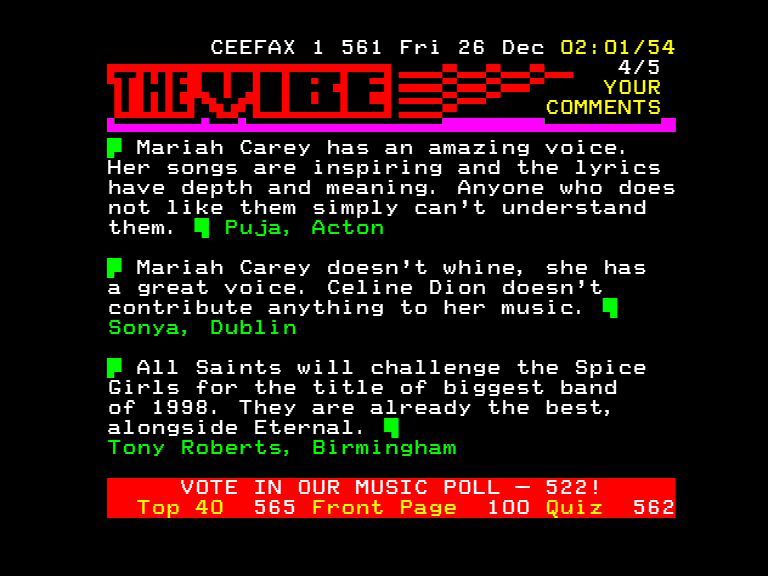 CEEFAX 1 561 Fri 26 Dec 02:01/54
4/5
THE VIBE
YOUR
COMMENTS
Mariah Carey has an amazing voice.
Her songs are inspiring and the lyrics
have depth and meaning. Anyone who does
not like them simply can't understand
them. Puja, Acton
Mariah Carey doesn't whine, she has
a great voice. Celine Dion doesn't
contribute anything to her music.
Sonya, Dublin
All Saints will challenge the Spice
Girls for the title of biggest band
of 1998. They are already the best,
alongside Eternal.
Tony Roberts, Birmingham
VOTE IN OUR MUSIC POLL – 522!
Top 40 565 Front Page 100 Quiz 562